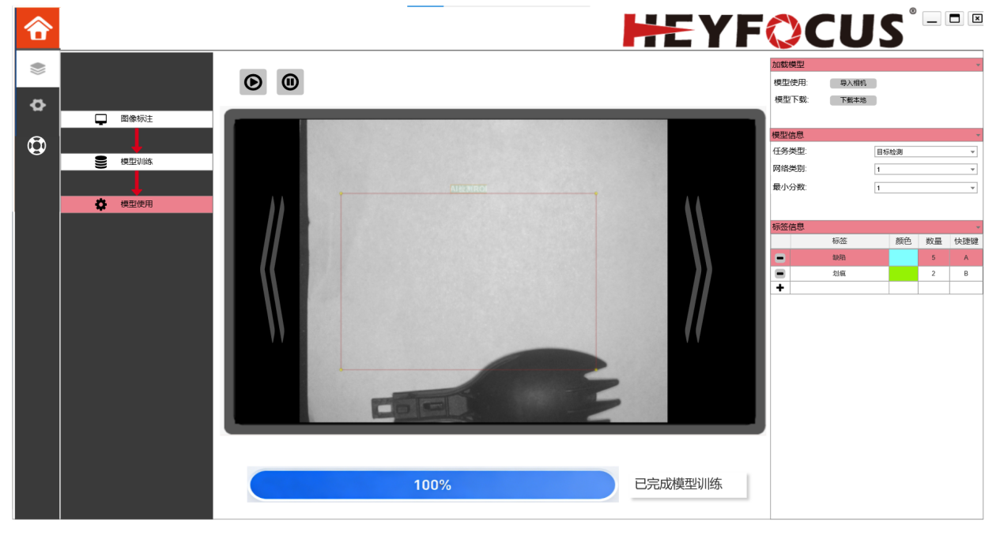 HEYFOCUS®
图像标注
模型训练
模型使用
AI检测ROI
100%
已完成模型训练
加载模型
模型使用: 导入相机
模型下载: 下载本地
模型信息
任务类型: 目标检测
网络类别: 1
最小分数: 1
标签信息
标签 颜色 数量 快捷键
缺陷 5 A
划痕 2 B